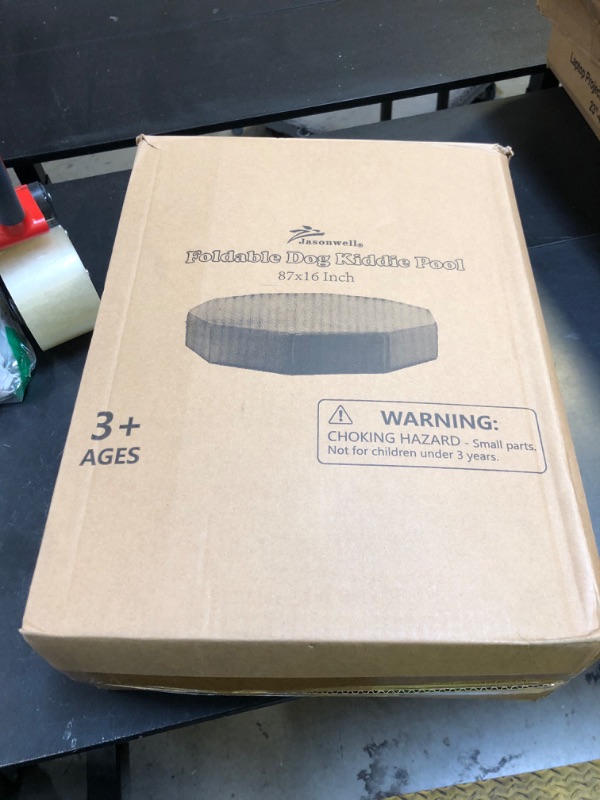 Jasonwell®
Foldable Dog Kiddie Pool
87x16 Inch
3+
AGES
WARNING:
CHOKING HAZARD - Small parts.
Not for children under 3 years.
Laptop